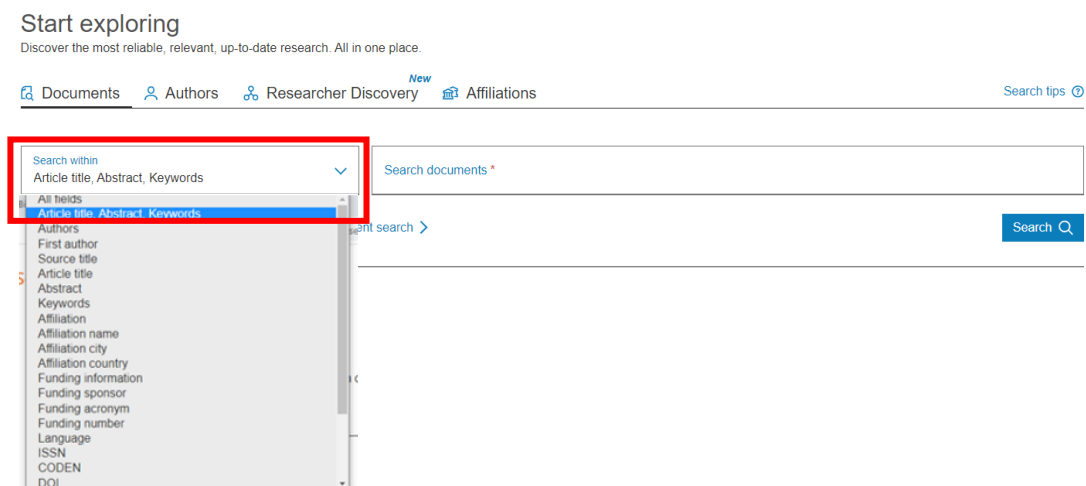 Start exploring
Discover the most reliable, relevant, up-to-date research. All in one place.
New
Documents Authors Researcher Discovery Affiliations Search tips
Search within
Article title, Abstract, Keywords
Search documents *
All fields
Article title, Abstract, Keywords
Authors
search
Search
First author
Source title
Article title
Abstract
Keywords
Affiliation
Affiliation name
Affiliation city
Affiliation country
Funding information
Funding sponsor
Funding acronym
Funding number
Language
ISSN
CODEN
DOI